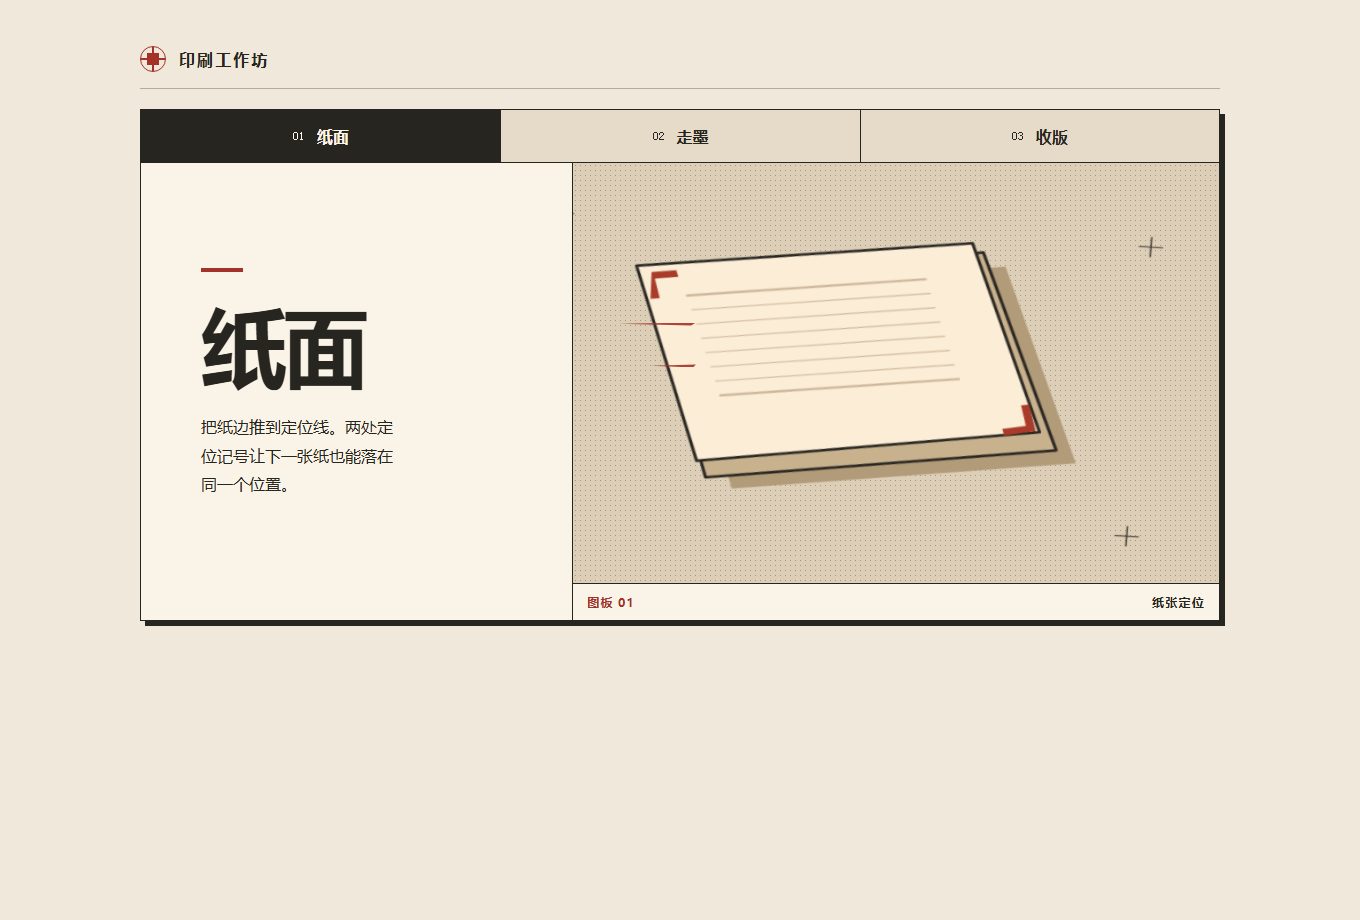 印刷工作坊
01 纸面
02 走墨
03 收版
纸面
把纸边推到定位线。两处定
位记号让下一张纸也能落在
同一个位置。
图板 01
纸张定位